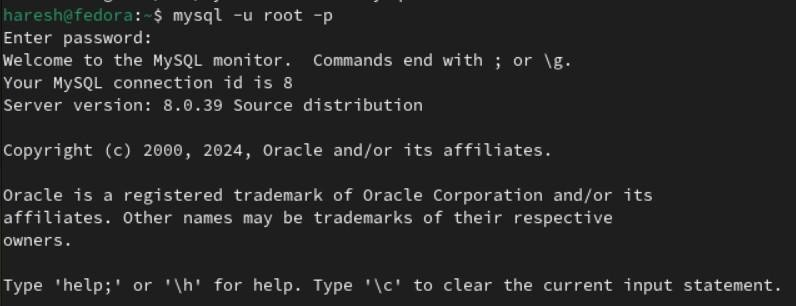 haresh@fedora:~$ mysql -u root -p
Enter password:
Welcome to the MySQL monitor.  Commands end with ; or \g.
Your MySQL connection id is 8
Server version: 8.0.39 Source distribution
Copyright (c) 2000, 2024, Oracle and/or its affiliates.
Oracle is a registered trademark of Oracle Corporation and/or its
affiliates. Other names may be trademarks of their respective
owners.
Type 'help;' or '\h' for help. Type '\c' to clear the current input statement.